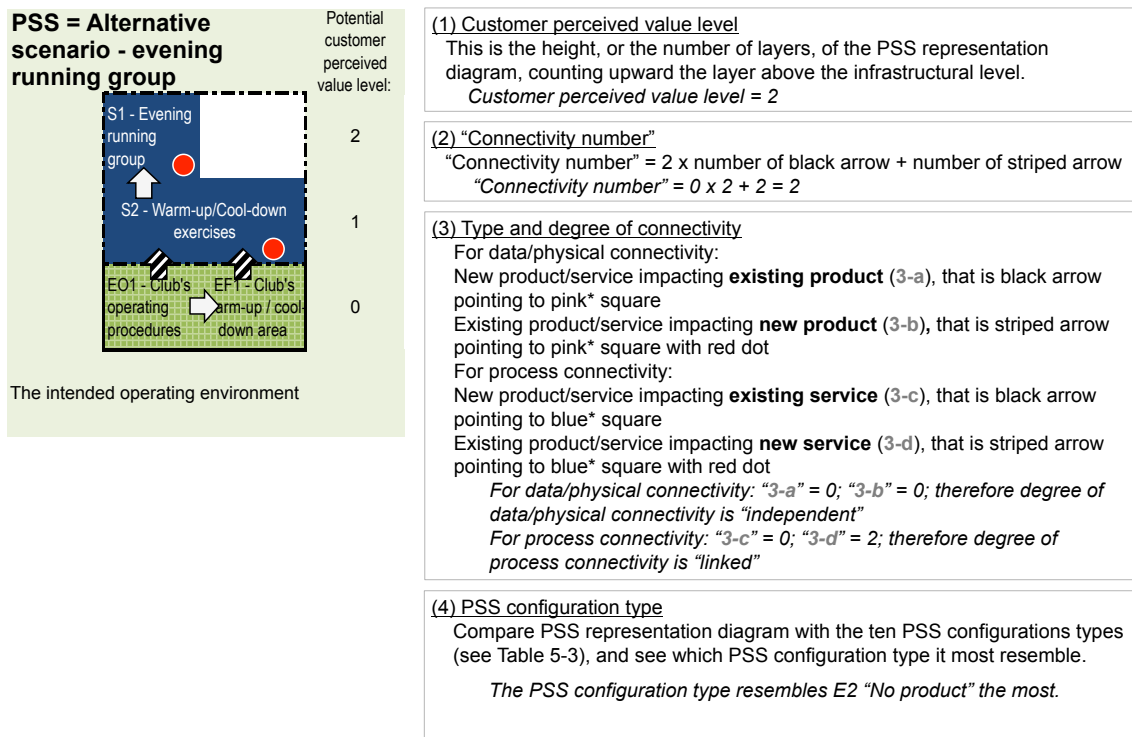 PSS = Alternative
scenario - evening
running group
Potential
customer
perceived
value level:
S1 - Evening
running
group
2
S2 - Warm-up/Cool-down
exercises
1
EO1 - Club's
operating
procedures
EF1 - Club's
arm-up / cool-
down area
0
The intended operating environment
(1) Customer perceived value level
This is the height, or the number of layers, of the PSS representation
diagram, counting upward the layer above the infrastructural level.
Customer perceived value level = 2
(2) “Connectivity number”
“Connectivity number” = 2 x number of black arrow + number of striped arrow
“Connectivity number” = 0 x 2 + 2 = 2
(3) Type and degree of connectivity
For data/physical connectivity:
New product/service impacting existing product (3-a), that is black arrow
pointing to pink* square
Existing product/service impacting new product (3-b), that is striped arrow
pointing to pink* square with red dot
For process connectivity:
New product/service impacting existing service (3-c), that is black arrow
pointing to blue* square
Existing product/service impacting new service (3-d), that is striped arrow
pointing to blue* square with red dot
For data/physical connectivity: “3-a” = 0; “3-b” = 0; therefore degree of
data/physical connectivity is “independent”
For process connectivity: “3-c” = 0; “3-d” = 2; therefore degree of
process connectivity is “linked”
(4) PSS configuration type
Compare PSS representation diagram with the ten PSS configurations types
(see Table 5-3), and see which PSS configuration type it most resemble.
The PSS configuration type resembles E2 “No product” the most.